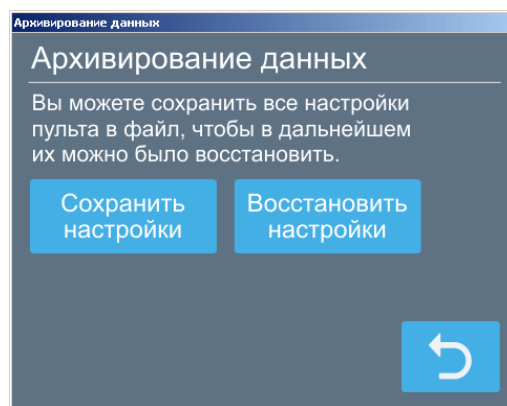 Архивирование данных
Архивирование данных
Вы можете сохранить все настройки
пульта в файл, чтобы в дальнейшем
их можно было восстановить.
Сохранить
настройки
Восстановить
настройки